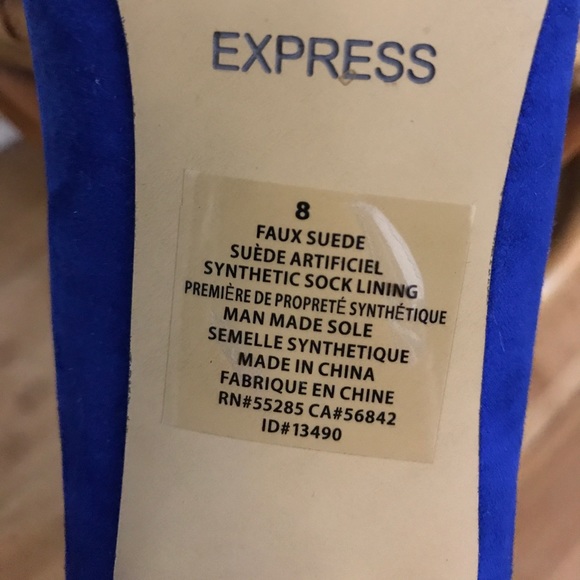 EXPRESS
8
FAUX SUEDE
SUÈDE ARTIFICIEL
SYNTHETIC SOCK LINING
PREMIÈRE DE PROPRETÉ SYNTHÉTIQUE
MAN MADE SOLE
SEMELLE SYNTHETIQUE
MADE IN CHINA
FABRIQUE EN CHINE
RN#55285 CA#56842
ID#13490